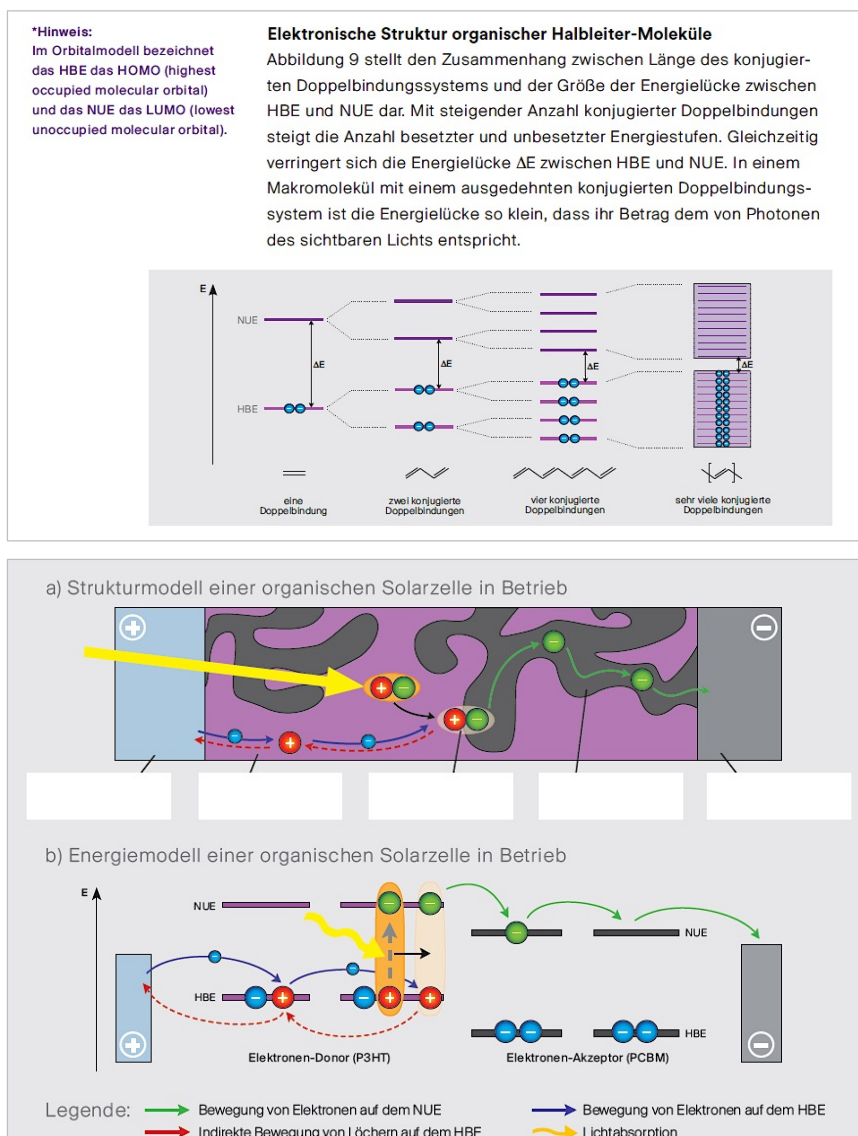 *Hinweis:
Im Orbitalmodell bezeichnet
das HBE das HOMO (highest
occupied molecular orbital)
und das NUE das LUMO (lowest
unoccupied molecular orbital).
Elektronische Struktur organischer Halbleiter-Moleküle
Abbildung 9 stellt den Zusammenhang zwischen Länge des konjugier-
ten Doppelbindungssystems und der Größe der Energielücke zwischen
HBE und NUE dar. Mit steigender Anzahl konjugierter Doppelbindungen
steigt die Anzahl besetzter und unbesetzter Energiestufen. Gleichzeitig
verringert sich die Energielücke ΔE zwischen HBE und NUE. In einem
Makromolekül mit einem ausgedehnten konjugierten Doppelbindungs-
system ist die Energielücke so klein, dass ihr Betrag dem von Photonen
des sichtbaren Lichts entspricht.
E
NUE
ΔE
ΔE
ΔE
ΔE
HBE
eine
Doppelbindung
zwei konjugierte
Doppelbindungen
vier konjugierte
Doppelbindungen
sehr viele konjugierte
Doppelbindungen
a) Strukturmodell einer organischen Solarzelle in Betrieb
b) Energiemodell einer organischen Solarzelle in Betrieb
E
NUE
NUE
HBE
HBE
Elektronen-Donor (P3HT)
Elektronen-Akzeptor (PCBM)
Legende:
Bewegung von Elektronen auf dem NUE
Bewegung von Elektronen auf dem HBE
Indirekte Bewegung von Löchern auf dem HBE
Lichtabsorption